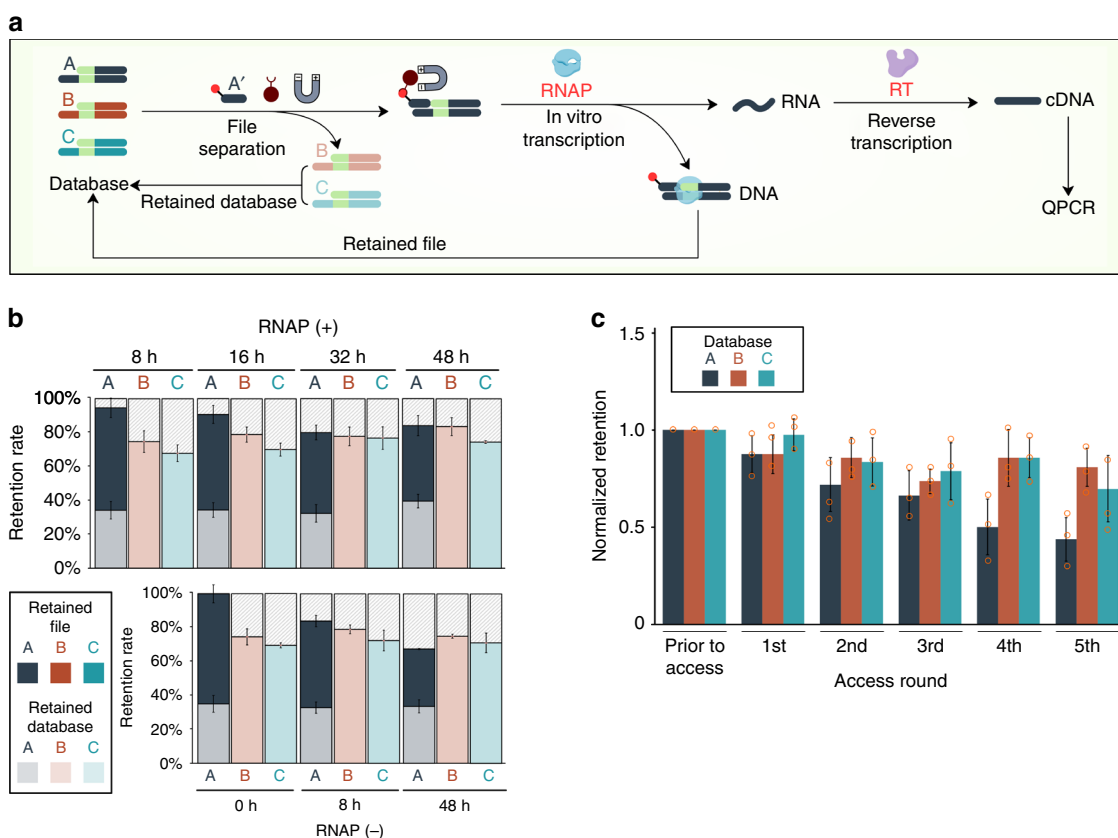 a
A
B
C
Database
A′
− +
File
separation
B
C
Retained database
Retained file
RNAP
In vitro
transcription
DNA
RNA
RT
Reverse
transcription
cDNA
QPCR
b
RNAP (+)
8 h 16 h 32 h 48 h
A B C A B C A B C A B C
Retention rate
100%
80%
60%
40%
20%
0%
Retained
file
A B C
Retained
database
A B C
Retention rate
100%
80%
60%
40%
20%
0%
A B C A B C A B C
0 h 8 h 48 h
RNAP (–)
c
Database
A B C
Normalized retention
1.5
1.0
0.5
0
Prior to
access
1st 2nd 3rd 4th 5th
Access round